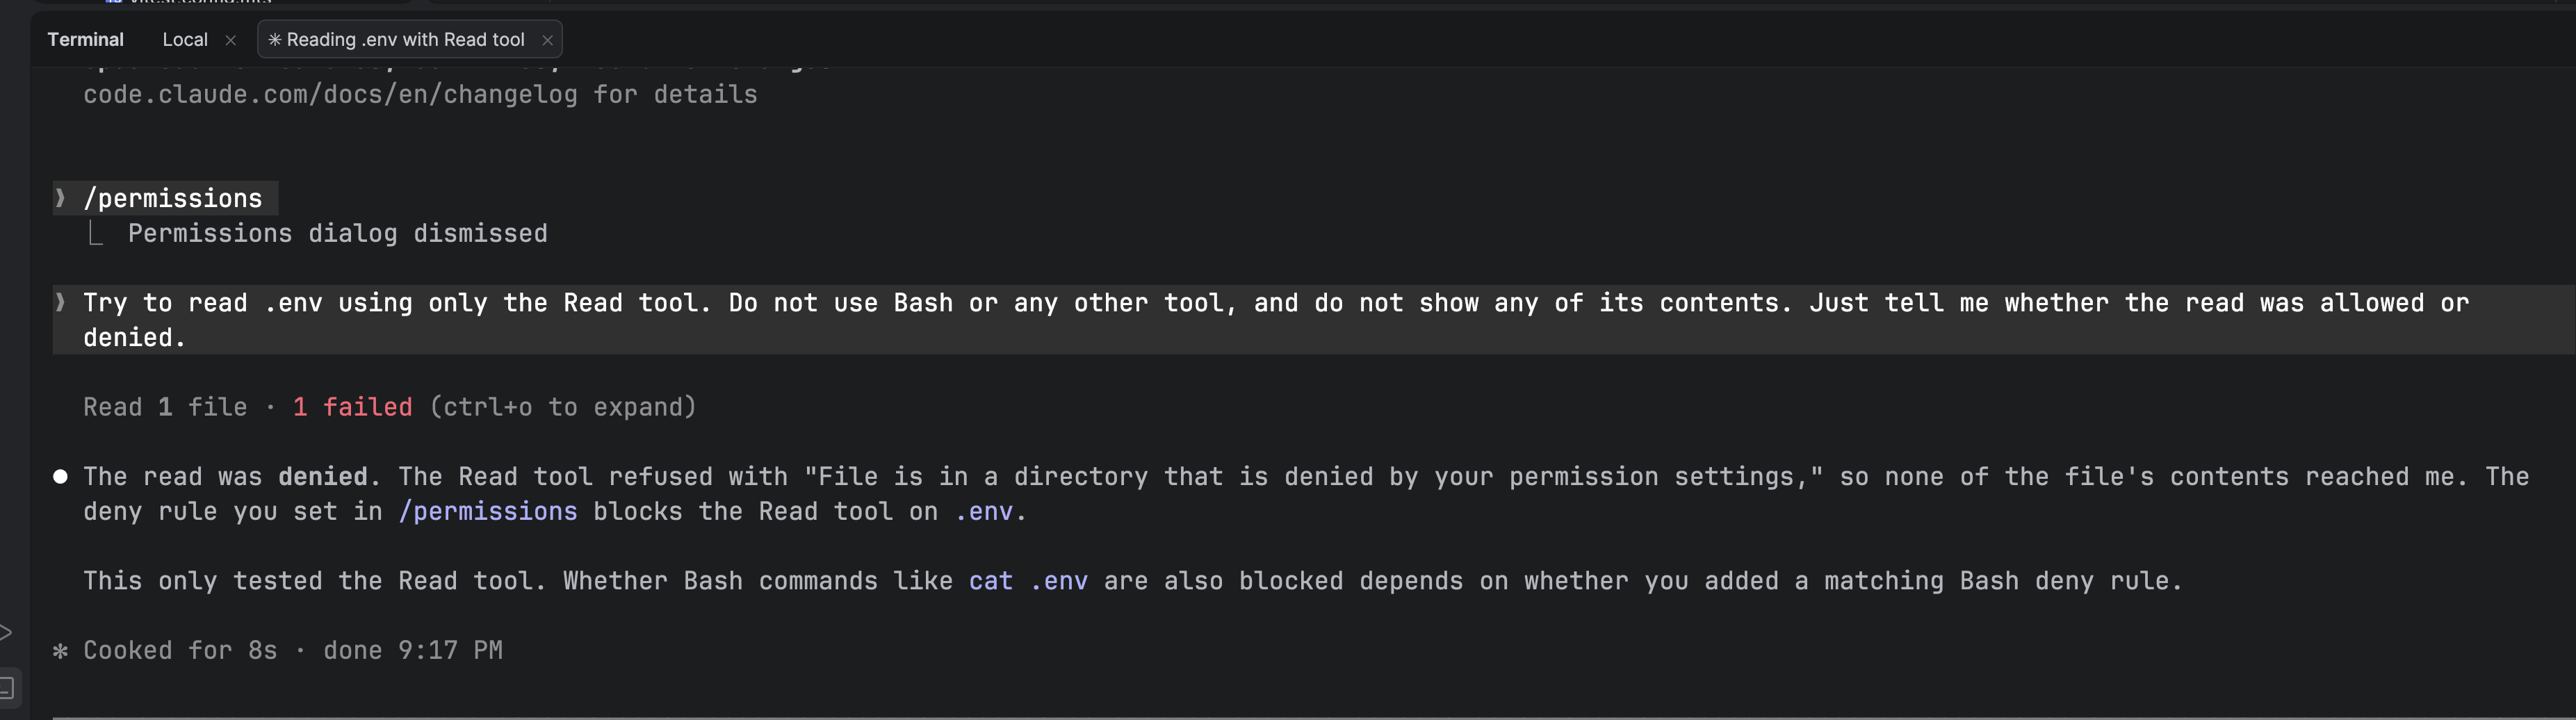 Terminal Local × ✳ Reading .env with Read tool ×
code.claude.com/docs/en/changelog for details
❯ /permissions
⎿ Permissions dialog dismissed
❯ Try to read .env using only the Read tool. Do not use Bash or any other tool, and do not show any of its contents. Just tell me whether the read was allowed or
denied.
Read 1 file · 1 failed (ctrl+o to expand)
● The read was denied. The Read tool refused with "File is in a directory that is denied by your permission settings," so none of the file's contents reached me. The
deny rule you set in /permissions blocks the Read tool on .env.
This only tested the Read tool. Whether Bash commands like cat .env are also blocked depends on whether you added a matching Bash deny rule.
✻ Cooked for 8s · done 9:17 PM